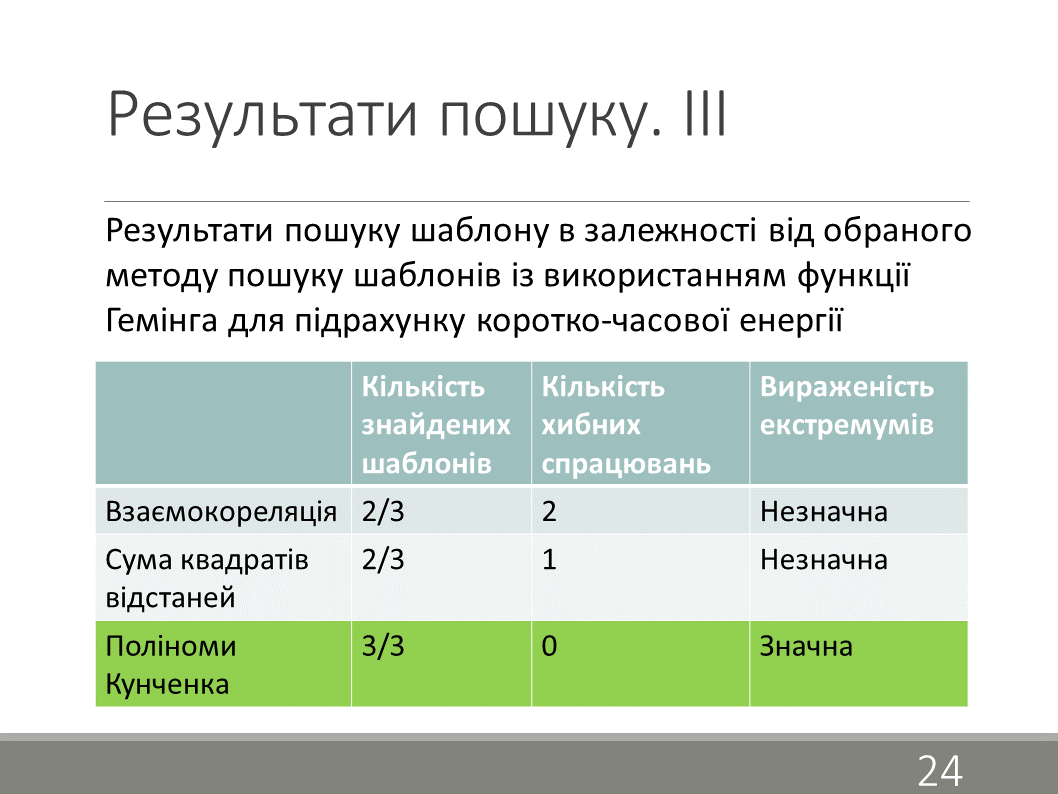 Результати пошуку. III
Результати пошуку шаблону в залежності від обраного
методу пошуку шаблонів із використанням функції
Гемінга для підрахунку коротко-часової енергії
Кількість
знайдених
шаблонів
Кількість
хибних
спрацювань
Вираженість
екстремумів
Взаємокореляція 2/3 2 Незначна
Сума квадратів
відстаней
2/3 1 Незначна
Поліноми
Кунченка
3/3 0 Значна
24